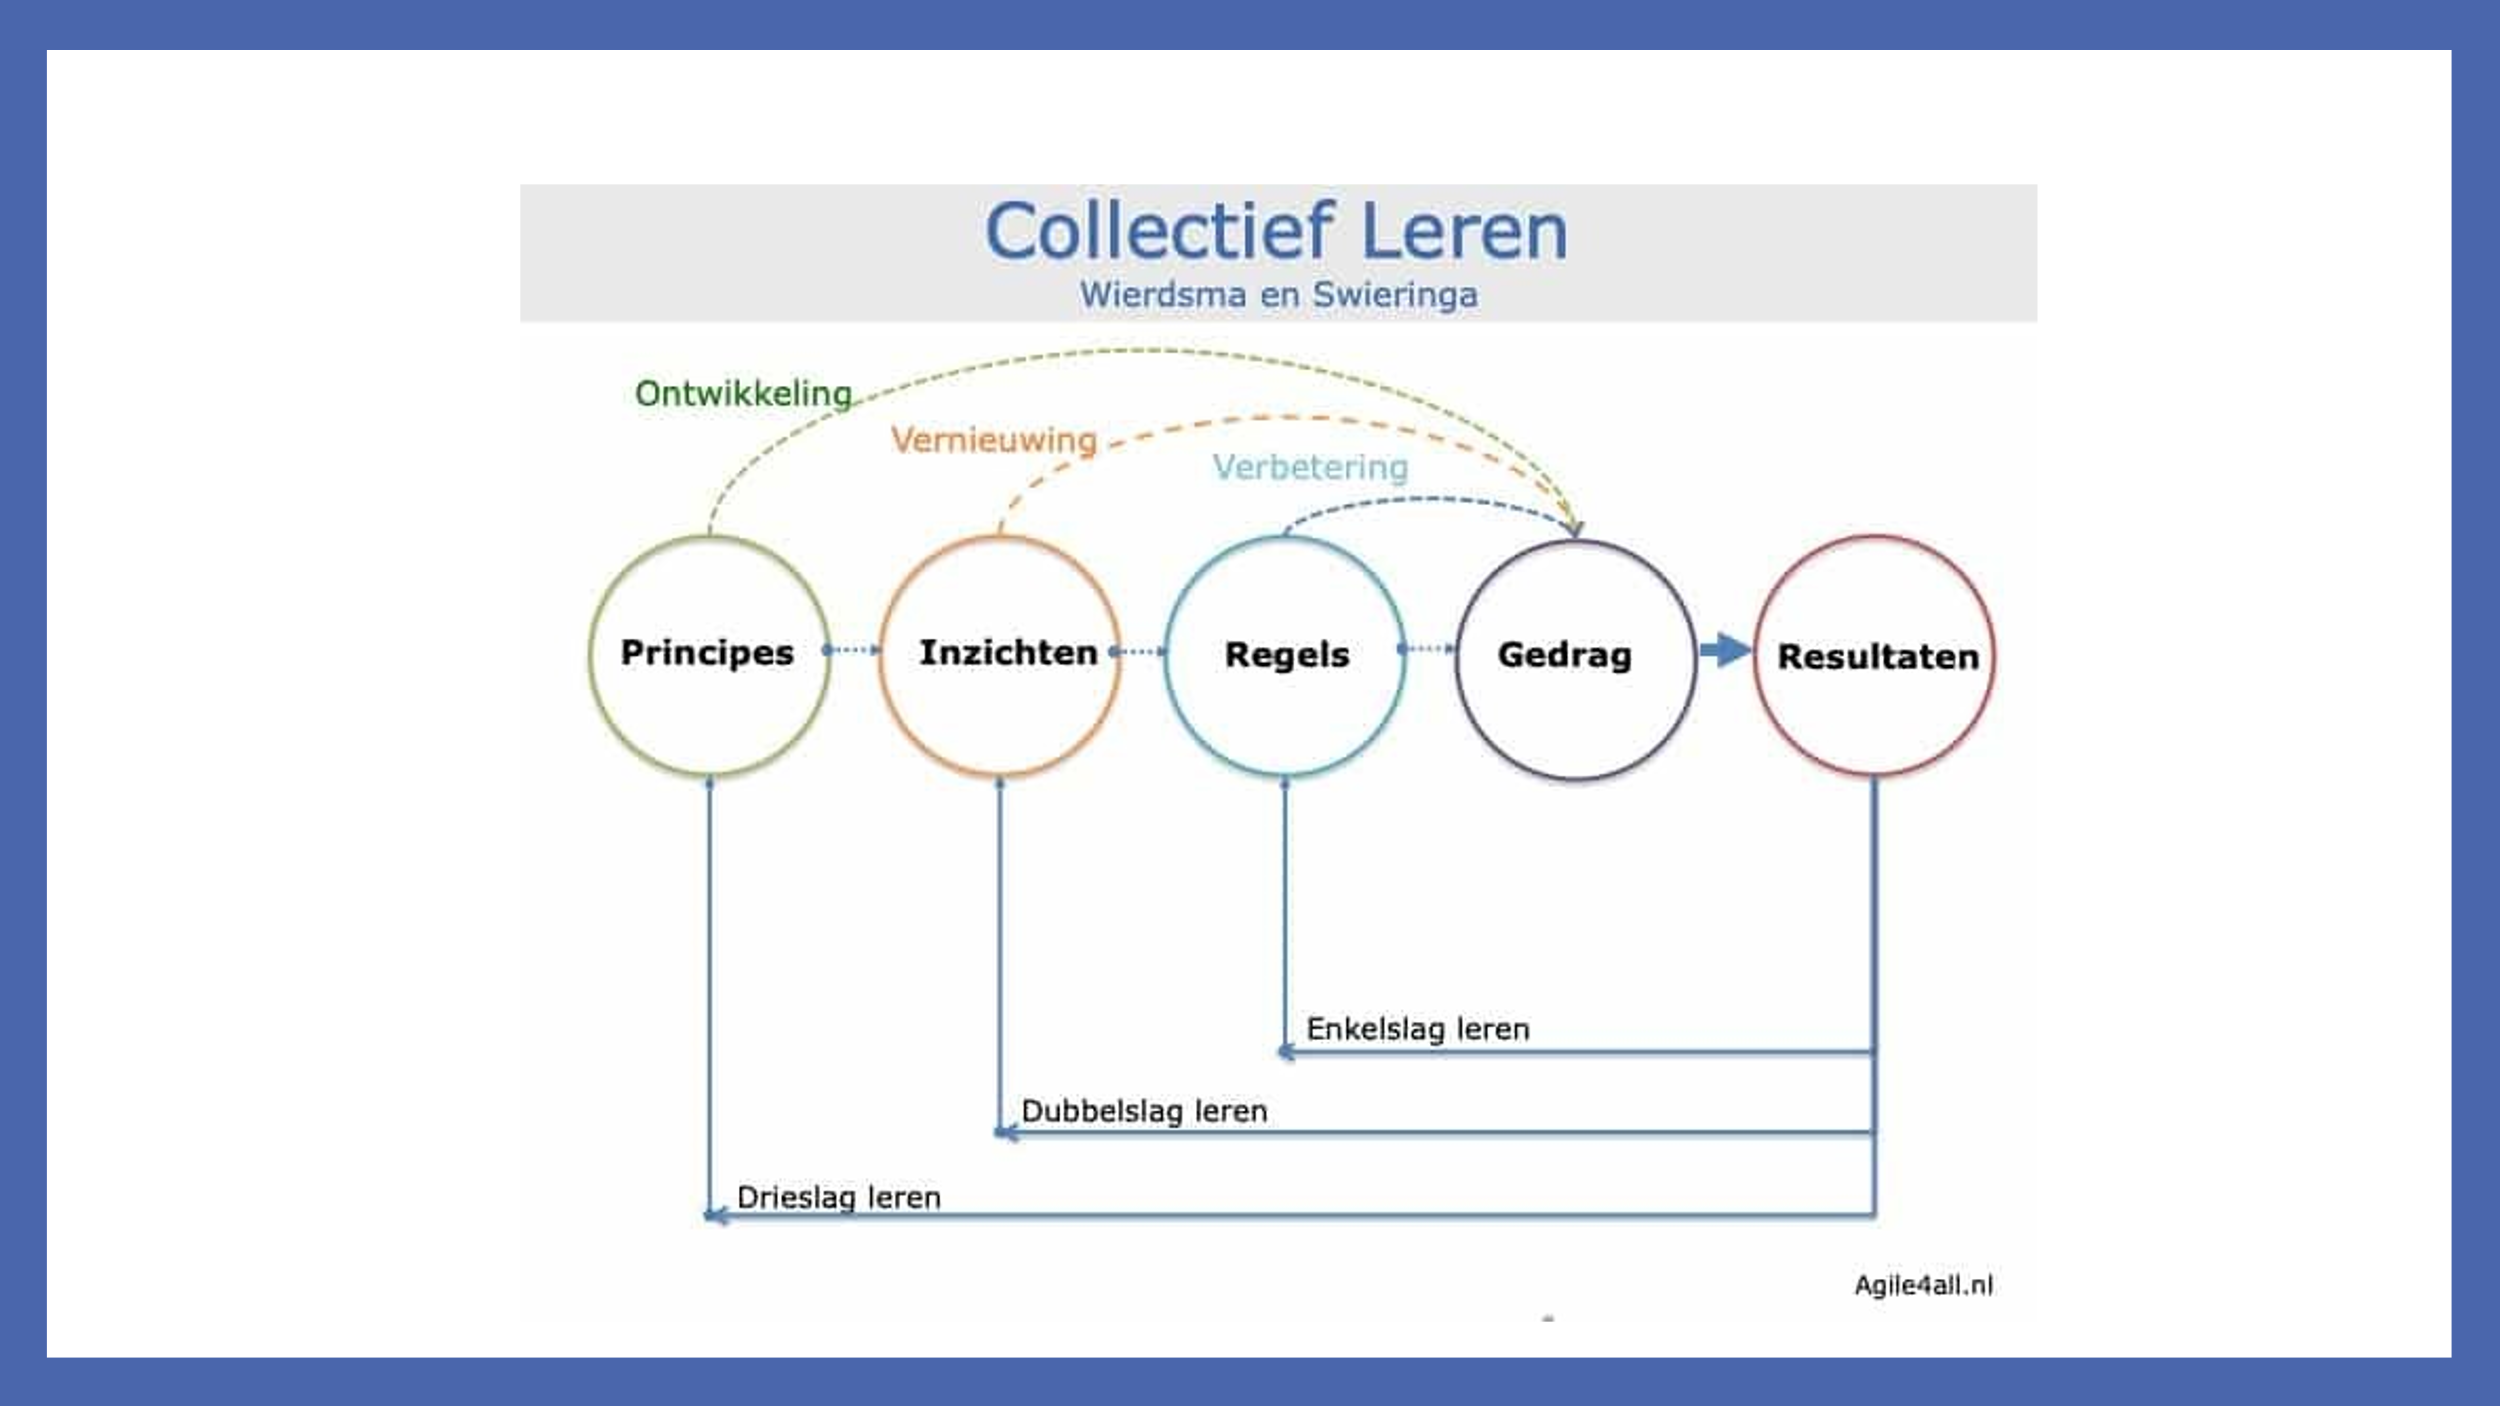 Collectief Leren
Wierdsma en Swieringa
Ontwikkeling
Vernieuwing
Verbetering
Principes
Inzichten
Regels
Gedrag
Resultaten
Enkelslag leren
Dubbelslag leren
Drieslag leren
Agile4all.nl